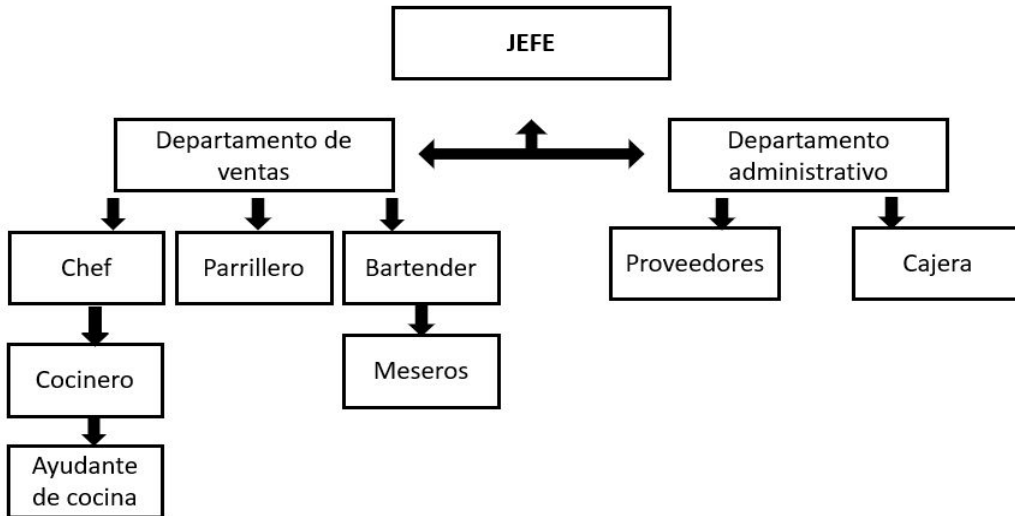 JEFE
Departamento de
ventas
Departamento
administrativo
Chef
Parrillero
Bartender
Proveedores
Cajera
Cocinero
Meseros
Ayudante
de cocina